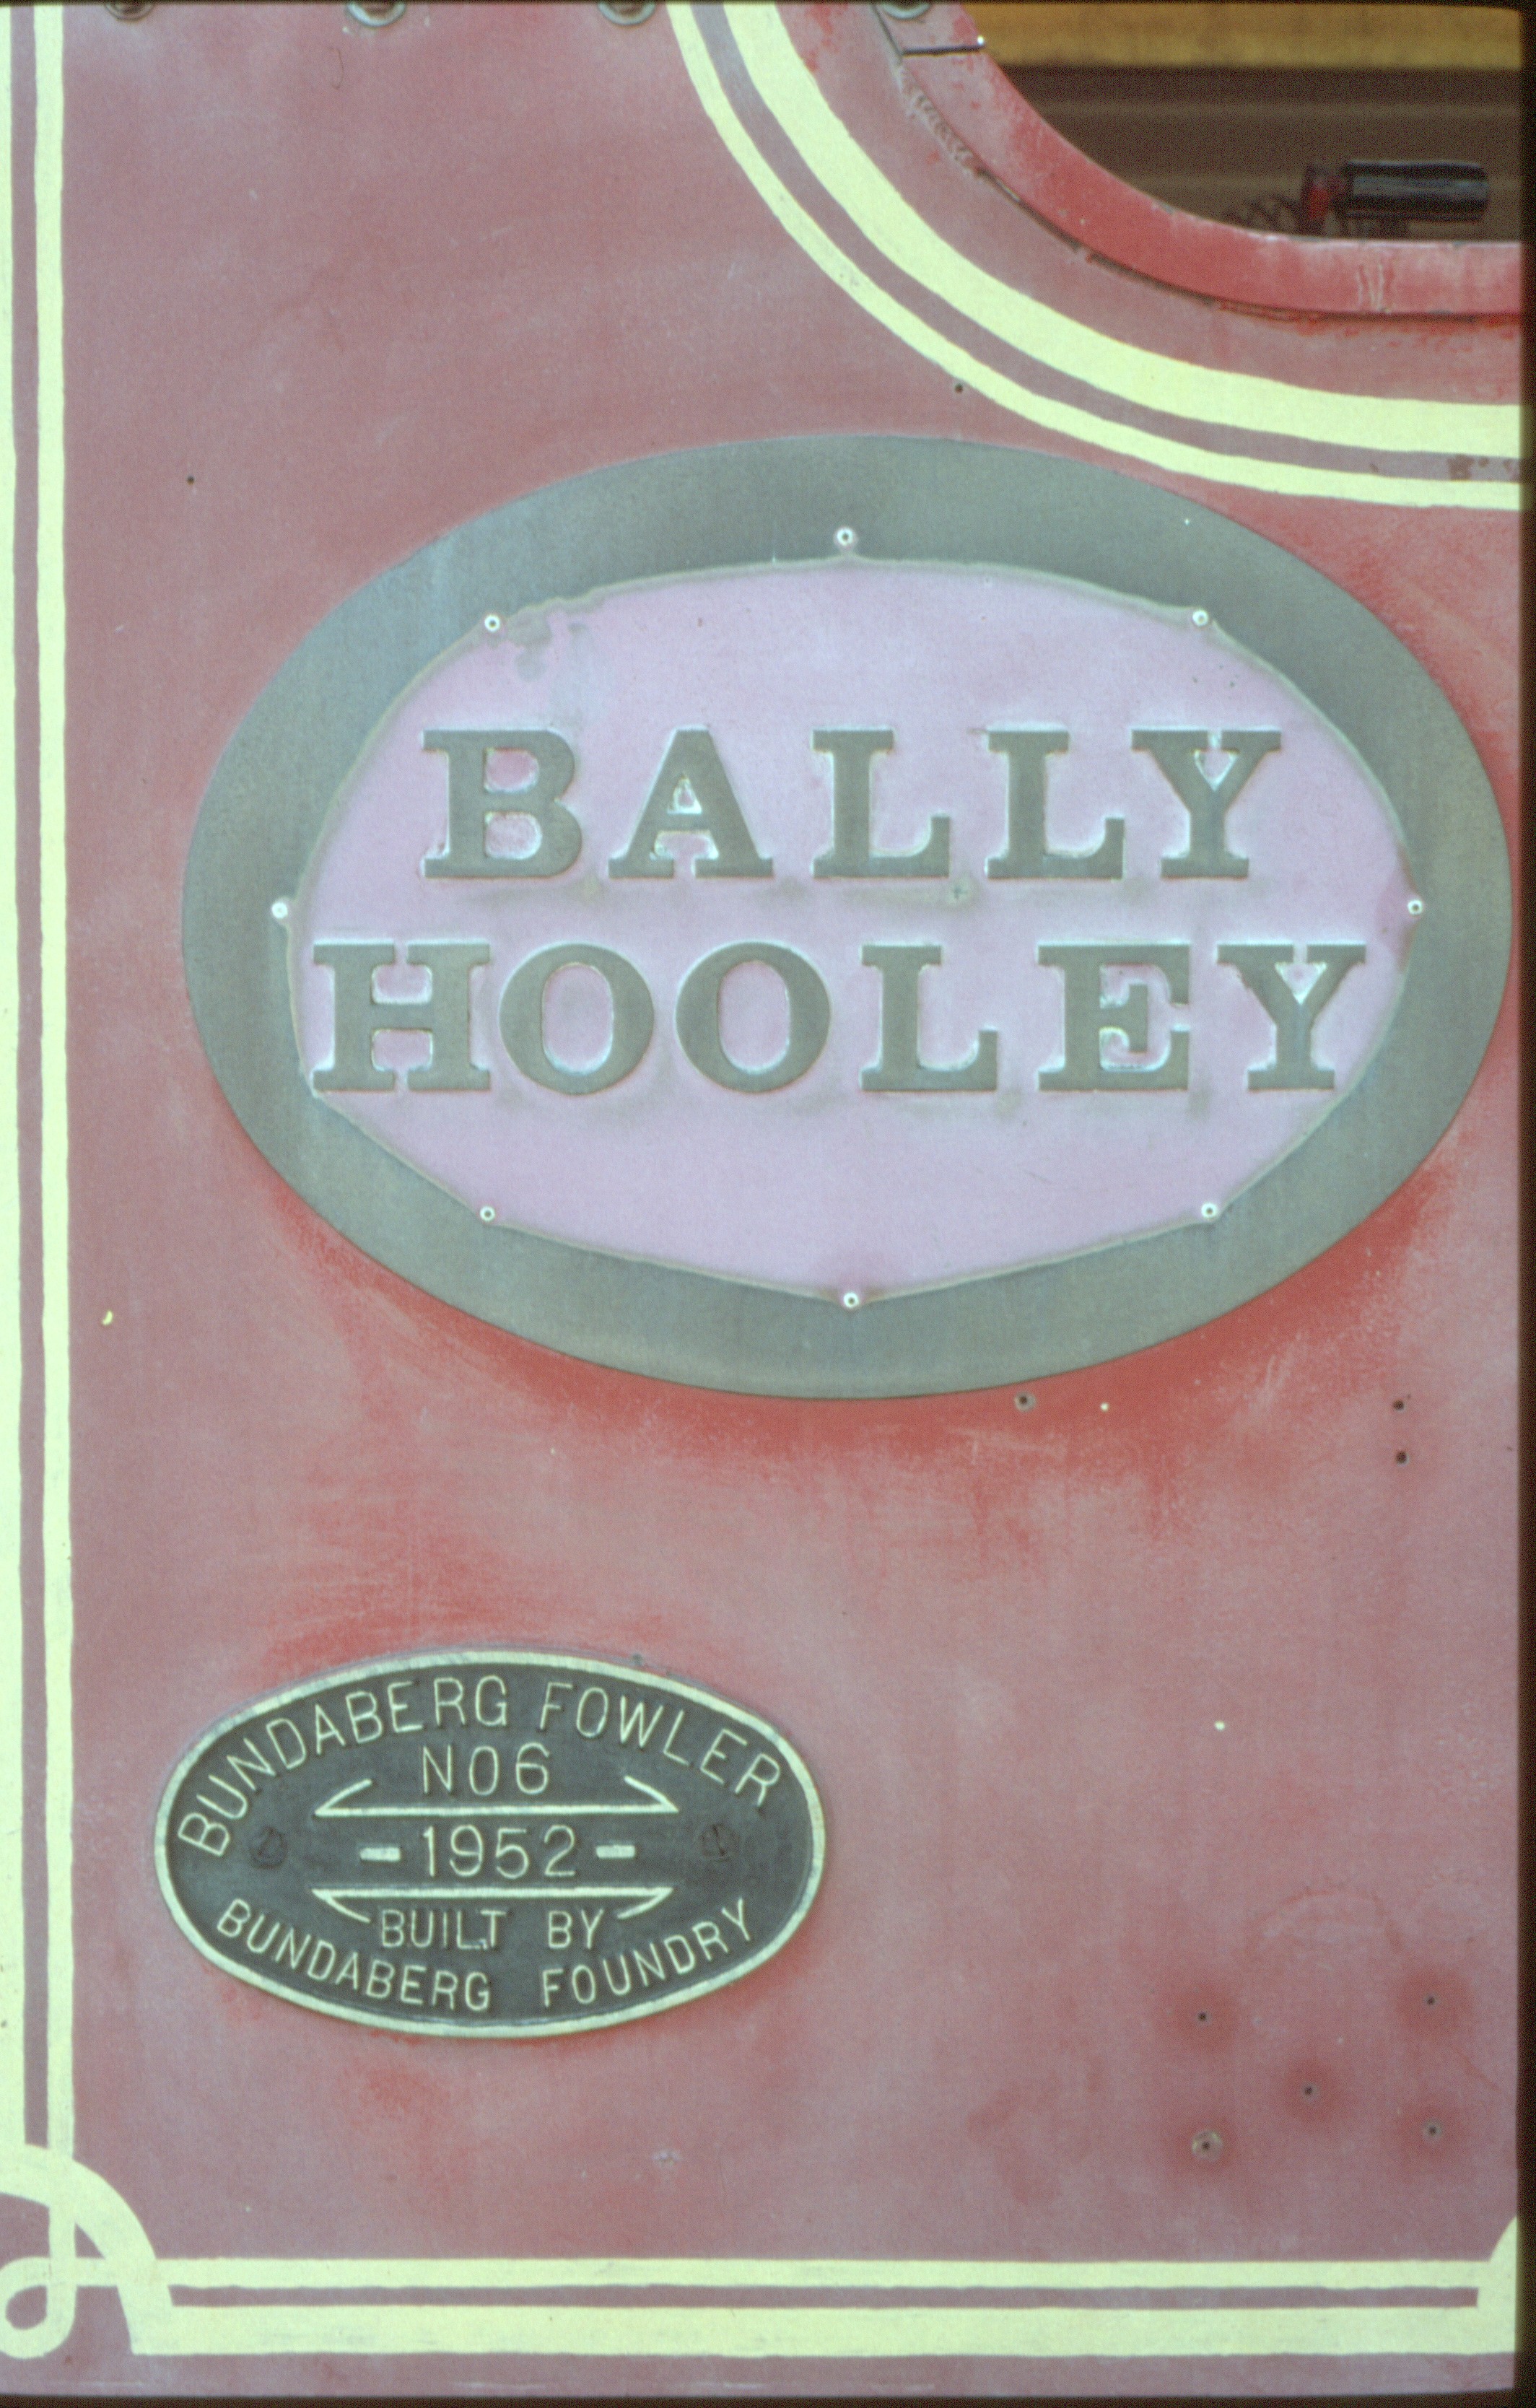 BALLY
HOOLEY
BUNDABERG FOWLER
NO6
-1952-
BUILT BY
BUNDABERG FOUNDRY